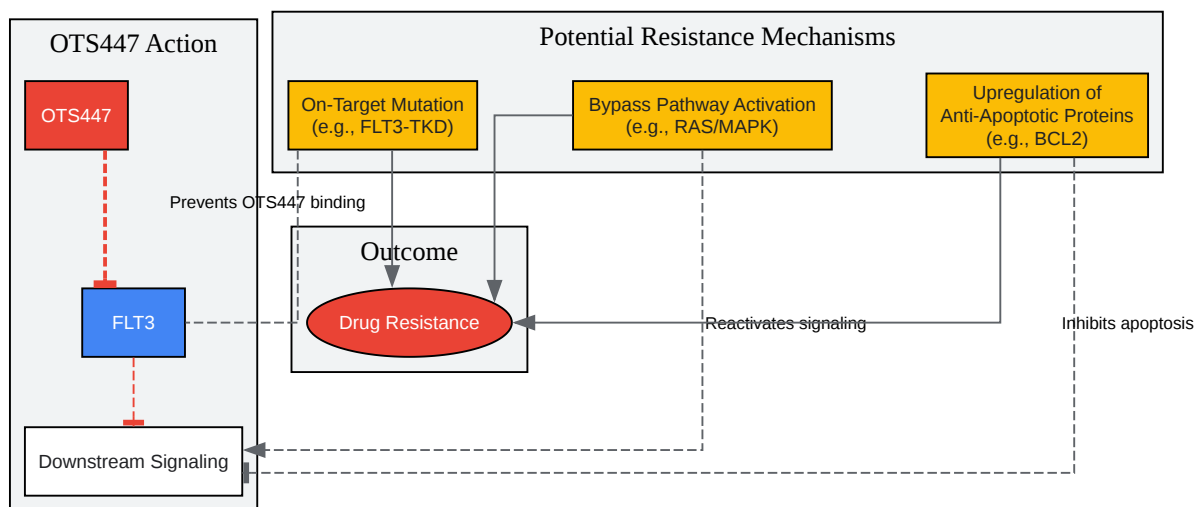 OTS447 Action
Potential Resistance Mechanisms
OTS447
On-Target Mutation
(e.g., FLT3-TKD)
Bypass Pathway Activation
(e.g., RAS/MAPK)
Upregulation of
Anti-Apoptotic Proteins
(e.g., BCL2)
Prevents OTS447 binding
Outcome
FLT3
Drug Resistance
Reactivates signaling
Inhibits apoptosis
Downstream Signaling